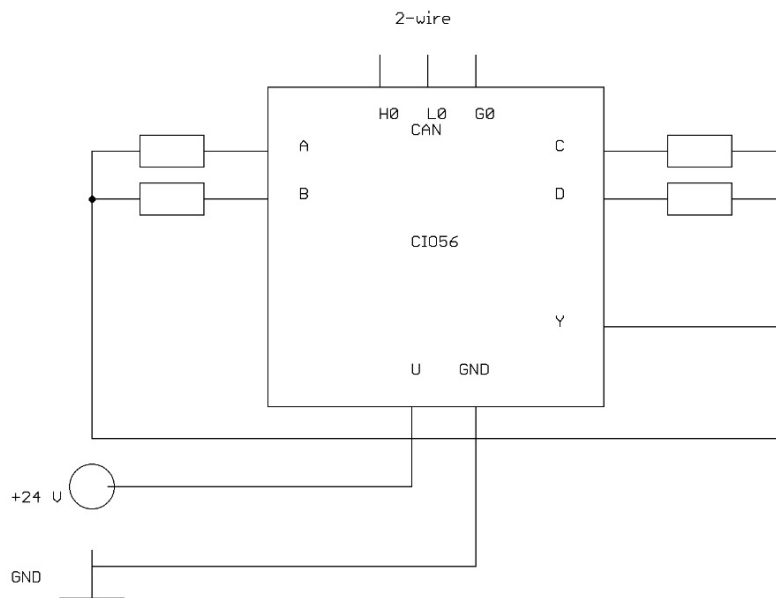 2-wire
H0 L0 G0
CAN
A
C
B
D
CIO56
Y
U GND
+24 V
GND